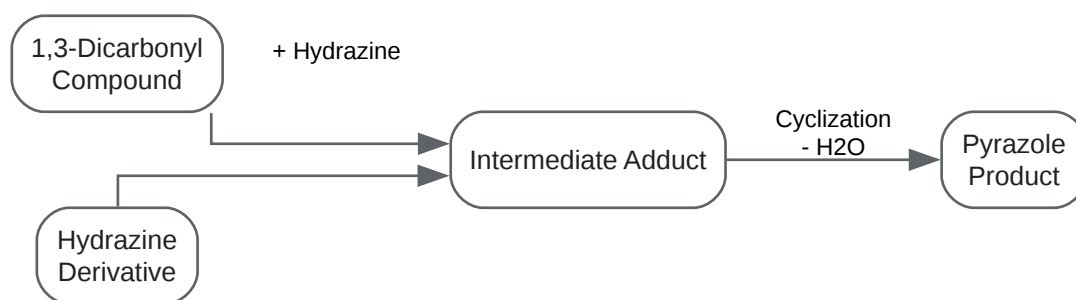 1,3-Dicarbonyl
Compound
+ Hydrazine
Intermediate Adduct
Cyclization
- H2O
Pyrazole
Product
Hydrazine
Derivative